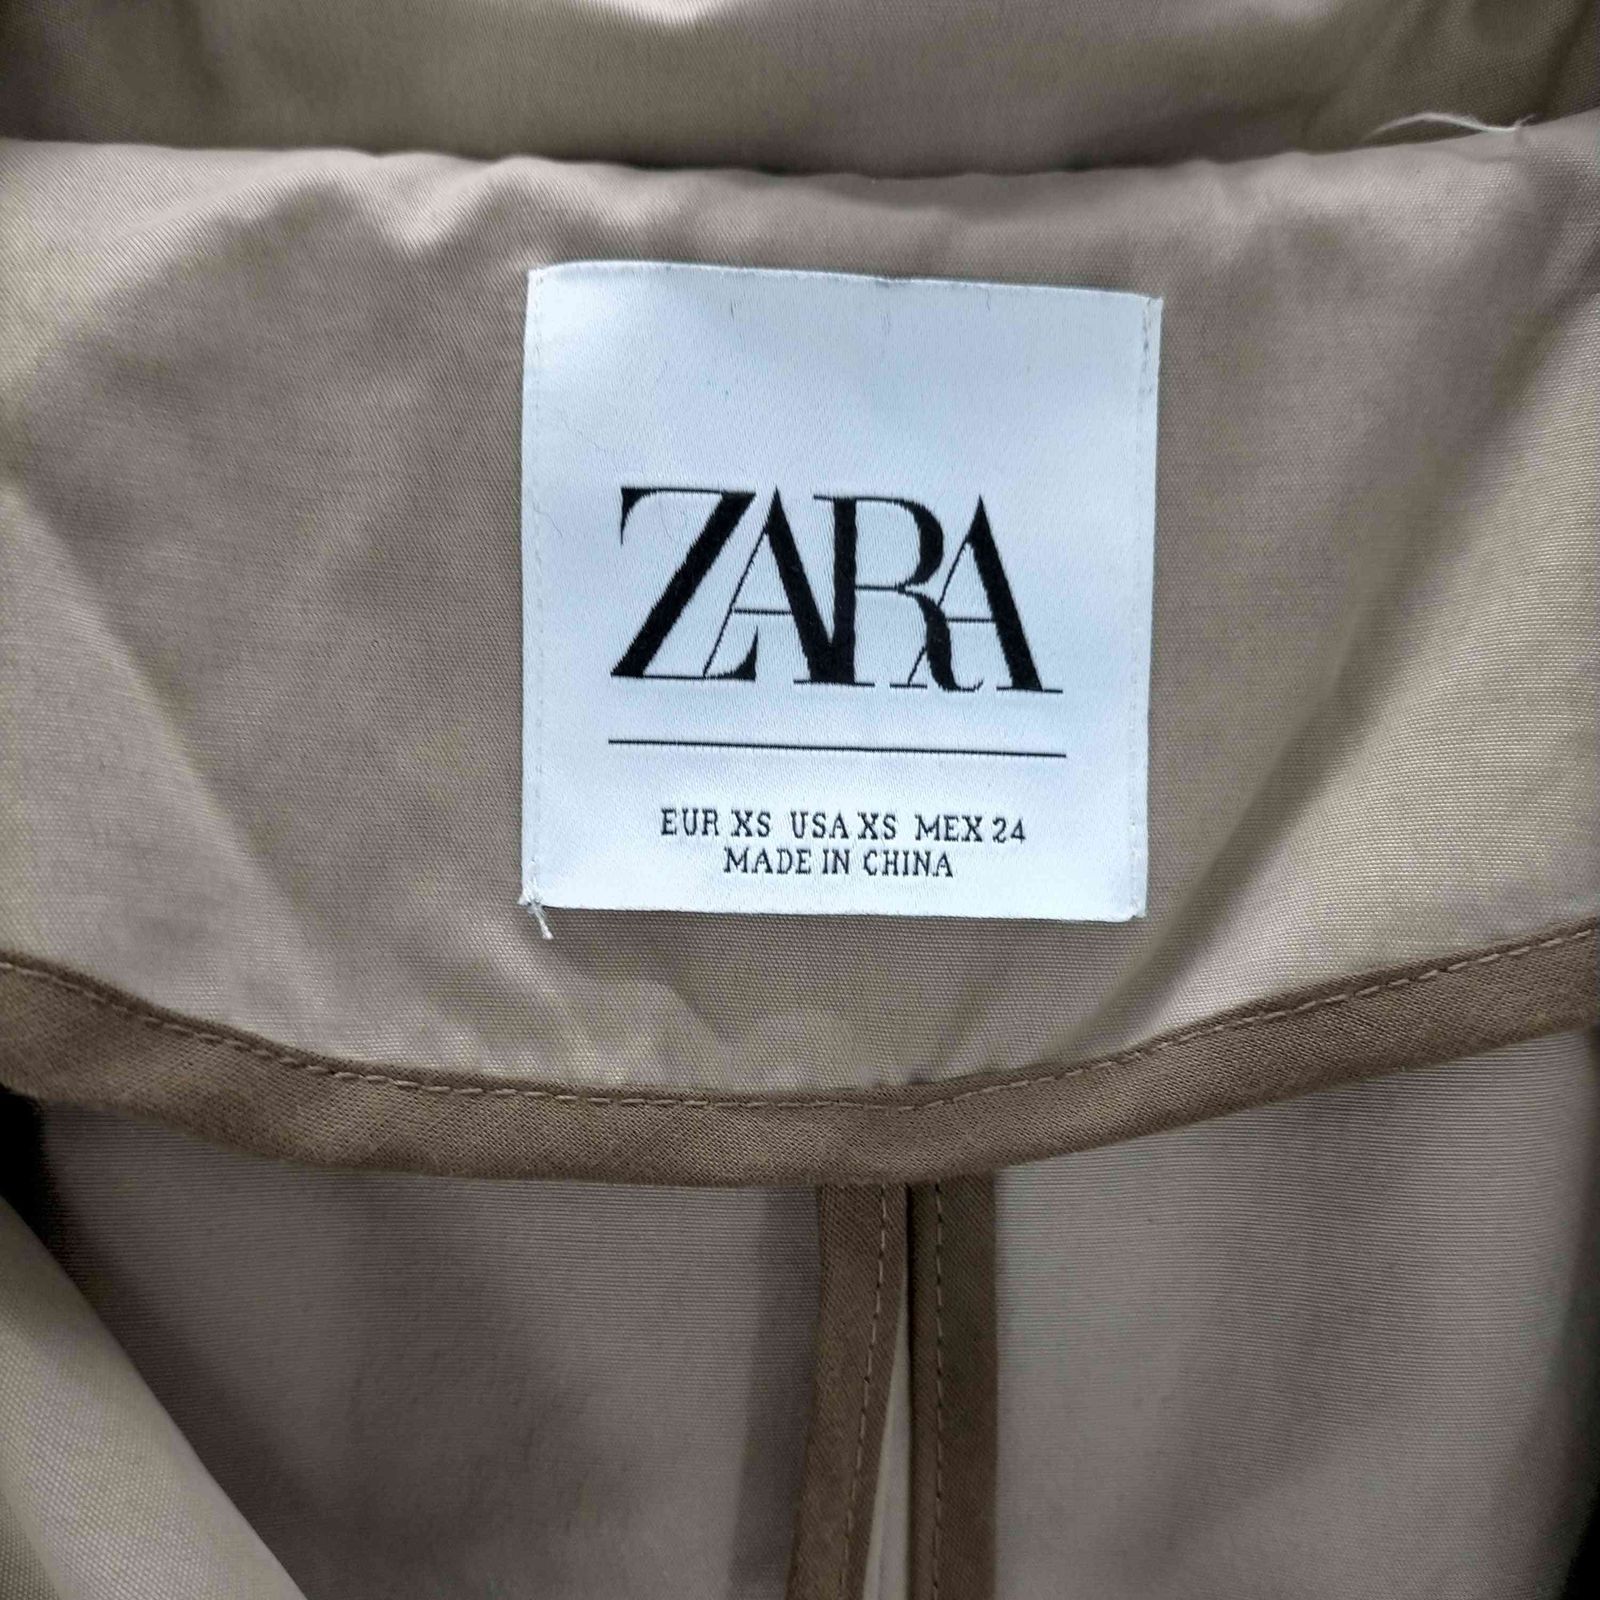 ZARA
EUR XS USA XS MEX 24
MADE IN CHINA